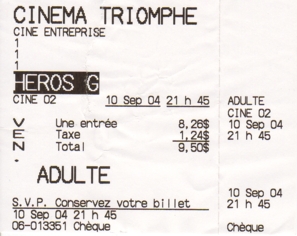 CINEMA TRIOMPHE
CINE ENTREPRISE
1
1
1
HEROS G
CINE 02 10 Sep 04 21 h 45
V Une entrée 8,26$
E Taxe 1,24$
N Total 9,50$
.
ADULTE
S.V.P. Conservez votre billet
10 Sep 04 21 h 45
06-013351 Chèque
ADULTE
CINE 02
10 Sep 04
21 h 45
10 Sep 04
21 h 45
Chèque